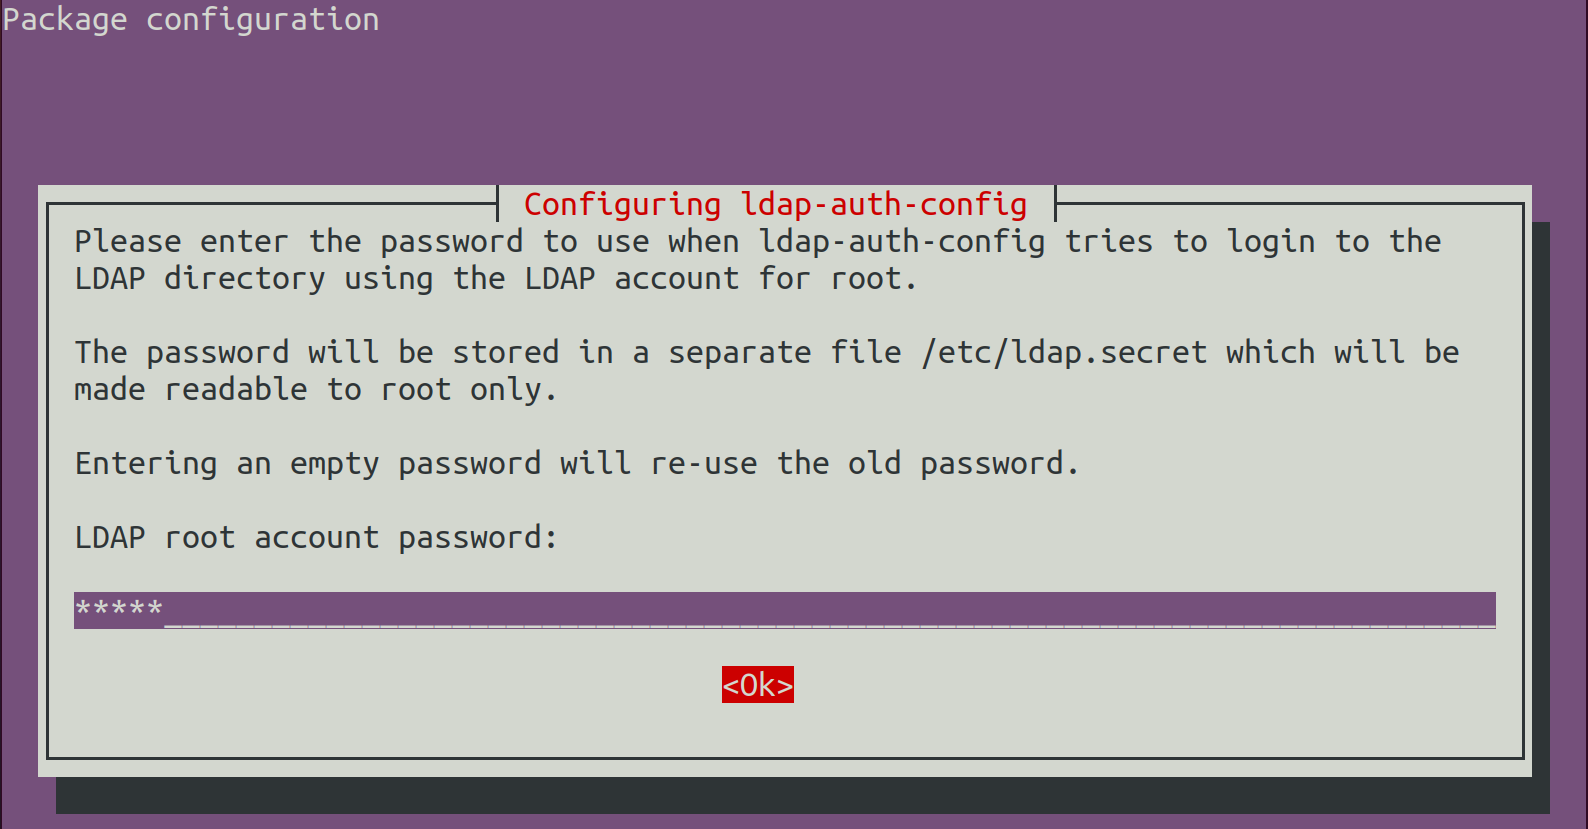 Package configuration
Configuring ldap-auth-config
Please enter the password to use when ldap-auth-config tries to login to the
LDAP directory using the LDAP account for root.
The password will be stored in a separate file /etc/ldap.secret which will be
made readable to root only.
Entering an empty password will re-use the old password.
LDAP root account password:
*****__________________________________________________________________________
<Ok>